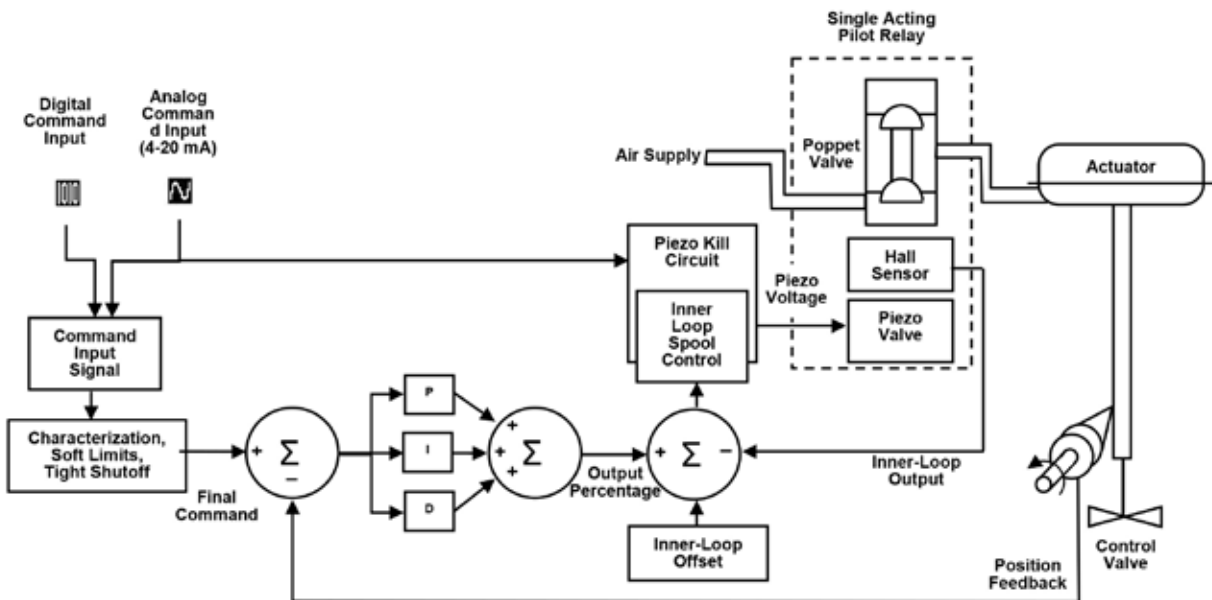 Single Acting
Pilot Relay
Digital
Command
Input
Analog
Comman
d Input
(4-20 mA)
Air Supply
Poppet
Valve
Actuator
Piezo Kill
Circuit
Piezo
Voltage
Hall
Sensor
Inner
Loop
Spool
Control
Piezo
Valve
Command
Input
Signal
Characterization,
Soft Limits,
Tight Shutoff
Final
Command
+
Σ
−
P
I
D
+
+
+
Σ
Output
Percentage
+
Σ
−
Inner-Loop
Output
Inner-Loop
Offset
Position
Feedback
Control
Valve